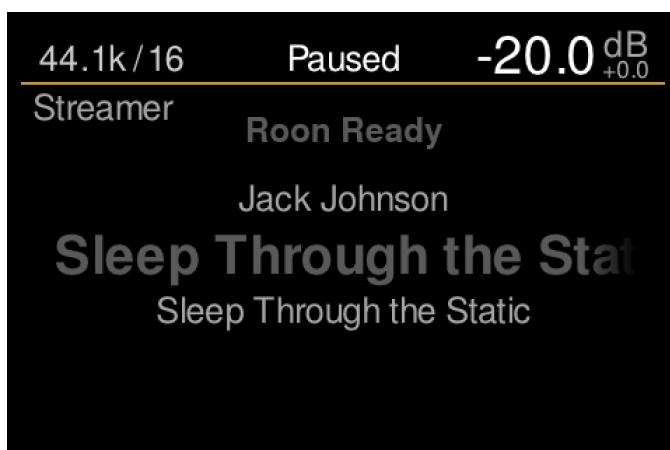 44.1k/16 Paused -20.0 dB +0.0
Streamer
Roon Ready
Jack Johnson
Sleep Through the Stat
Sleep Through the Static